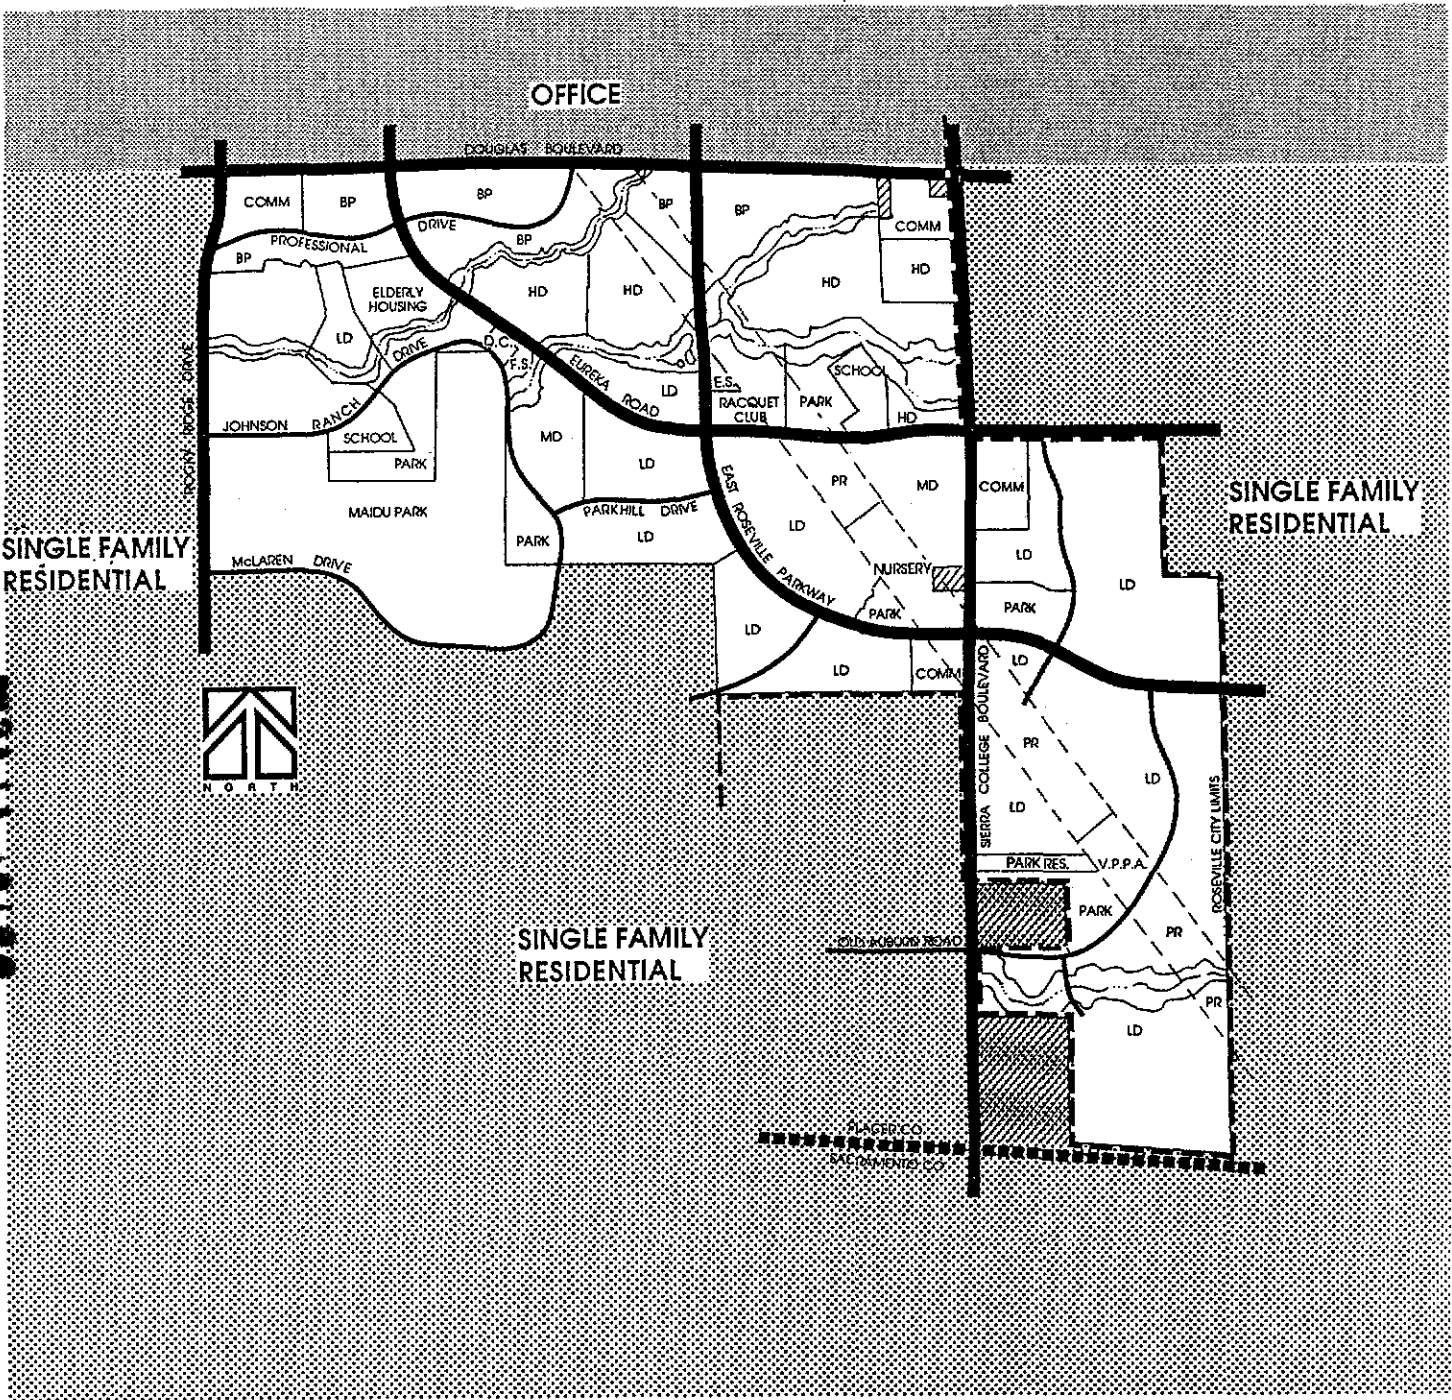 OFFICE
DOUGLAS BOULEVARD
COMM
BP
BP
BP
BP
COMM
PROFESSIONAL
DRIVE
BP
BP
HD
ELDERLY
HOUSING
HD
HD
HD
LD
DRIVE
D.C.
F.S.
EUREKA
ROAD
LD
E.S.
RACQUET
CLUB
PARK
SCHOOL
HD
ROCKY RIDGE DRIVE
JOHNSON RANCH
SCHOOL
PARK
MD
LD
PR
MD
COMM
SINGLE FAMILY
RESIDENTIAL
MAIDU PARK
PARKHILL DRIVE
EAST ROSEVILLE PARKWAY
LD
SINGLE FAMILY
RESIDENTIAL
McLAREN DRIVE
PARK
LD
LD
LD
NURSERY
PARK
PARK
LD
LD
COMM
LD
NORTH
SIERRA COLLEGE BOULEVARD
PR
LD
LD
ROSEVILLE CITY LIMITS
PARK RES.
V.P.P.A.
PARK
PR
SINGLE FAMILY
RESIDENTIAL
OLD AUBURN ROAD
PR
LD
PLACER CO.
SACRAMENTO CO.